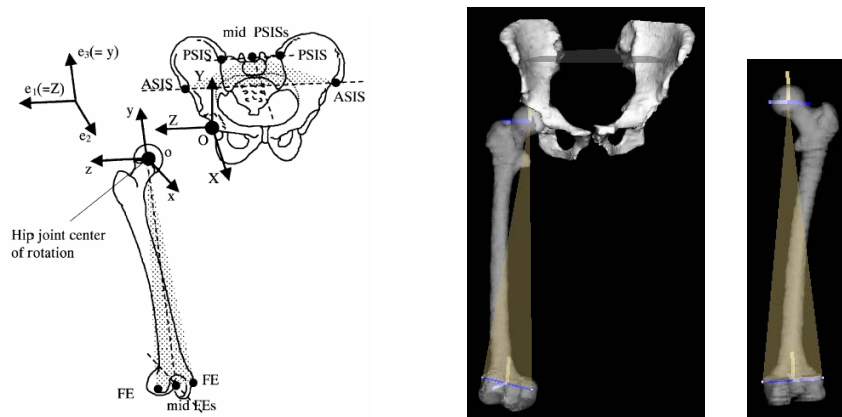 mid PSISs
e3(= y)
PSIS
PSIS
ASIS
ASIS
Y
e1(=Z)
e2
y
Z
O
o
z
x
X
Hip joint center
of rotation
FE
FE
mid FEs